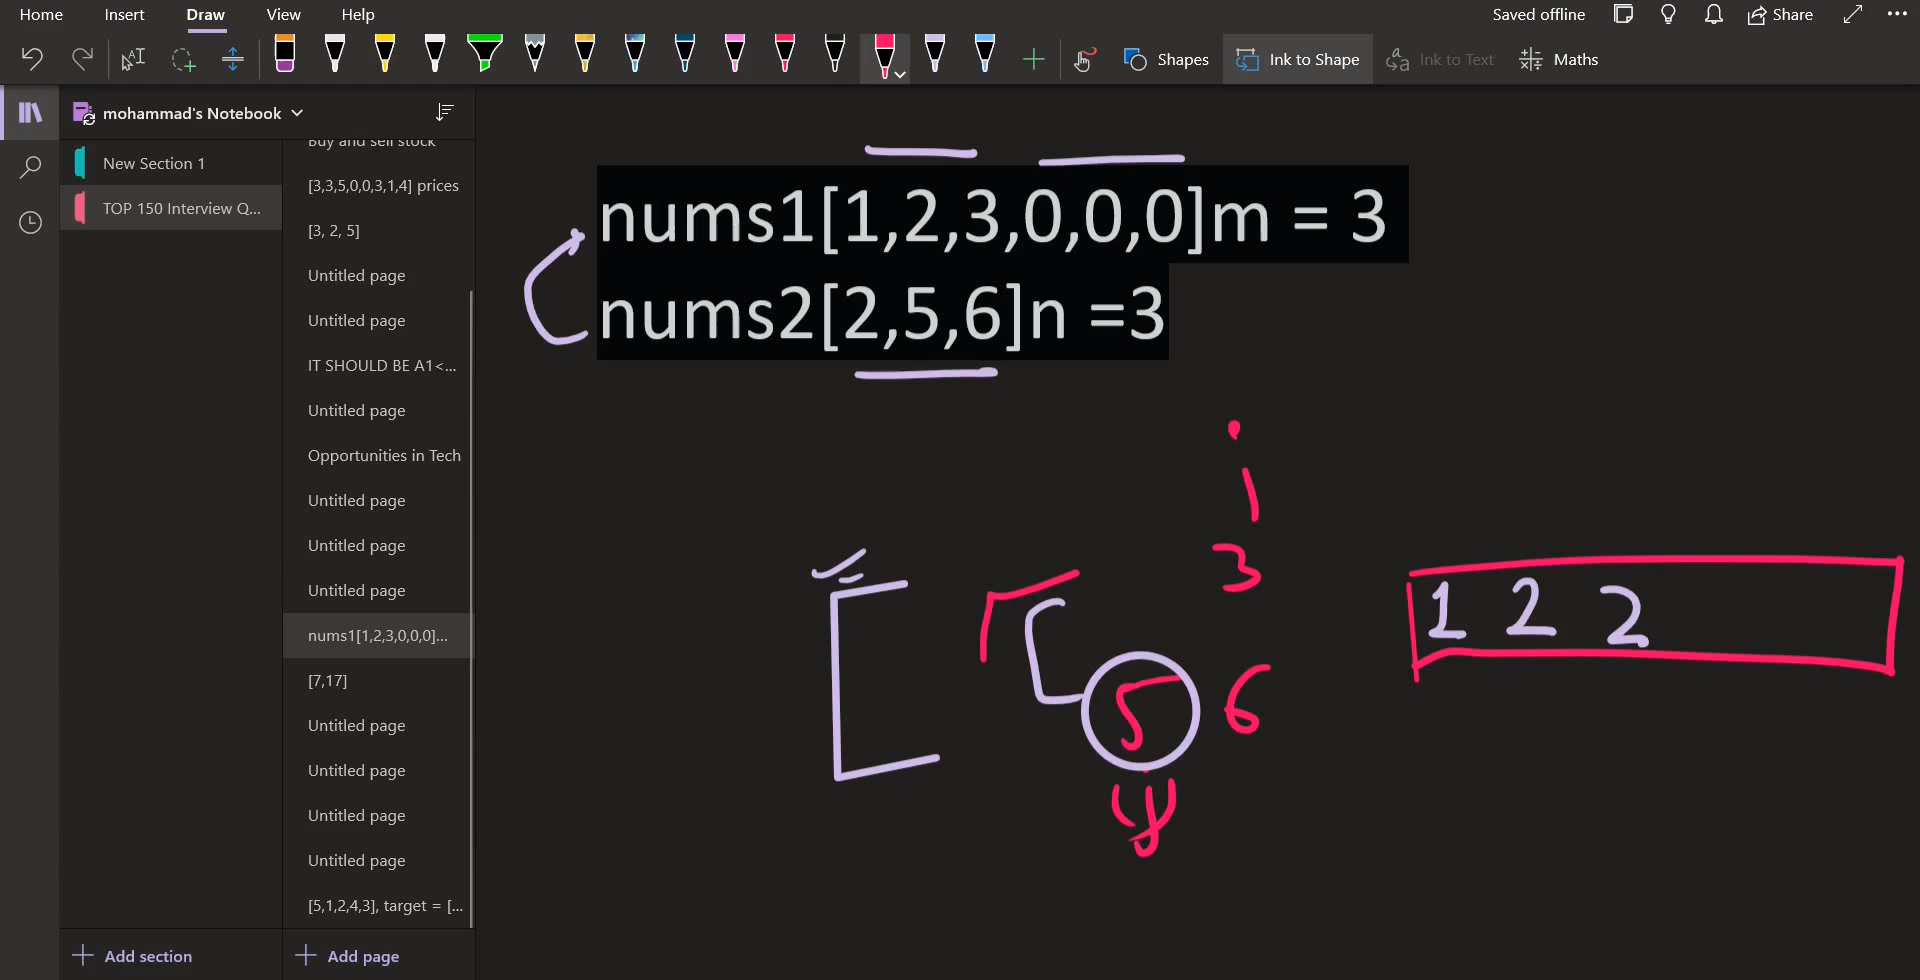 Home Insert Draw View Help Saved offline Share
Shapes Ink to Shape Ink to Text Maths
mohammad's Notebook
New Section 1
TOP 150 Interview Q...
Buy and sell stock
[3,3,5,0,0,3,1,4] prices
[3, 2, 5]
Untitled page
Untitled page
IT SHOULD BE A1<...
Untitled page
Opportunities in Tech
Untitled page
Untitled page
Untitled page
nums1[1,2,3,0,0,0]...
[7,17]
Untitled page
Untitled page
Untitled page
Untitled page
[5,1,2,4,3], target = [...
Add section
Add page
nums1[1,2,3,0,0,0]m = 3
nums2[2,5,6]n =3
i
3
5 6
1 2 2